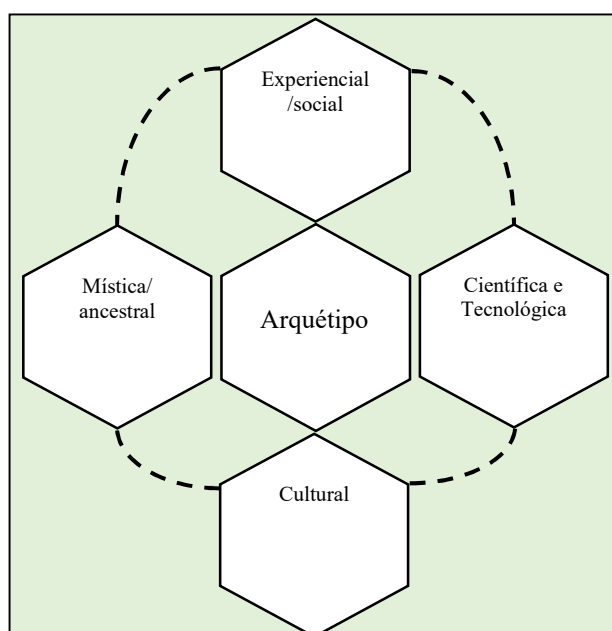 Experiencial
/social
Mística/
ancestral
Arquétipo
Científica e
Tecnológica
Cultural